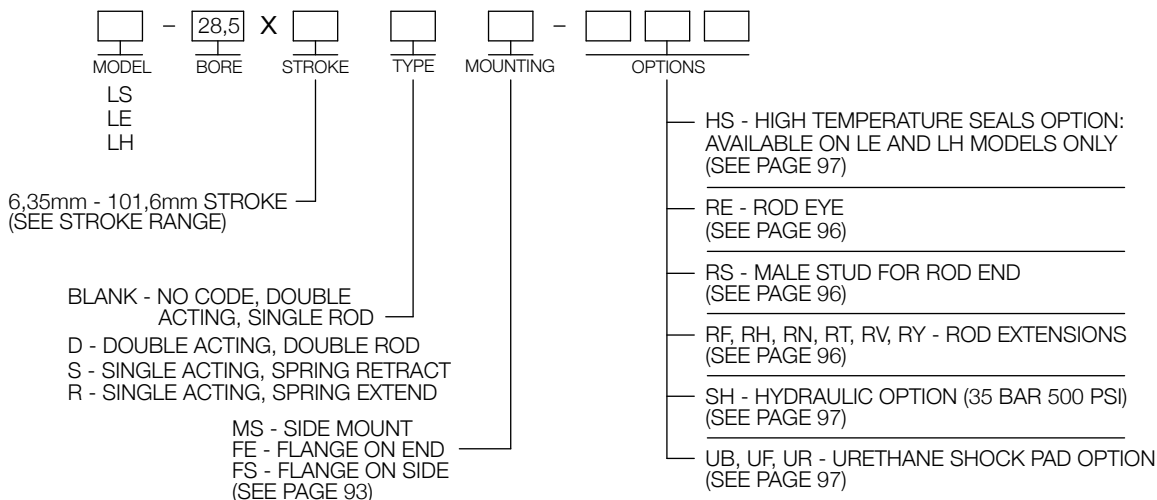 – 28,5 X –
MODEL BORE STROKE TYPE MOUNTING OPTIONS
LS
LE
LH
6,35mm - 101,6mm STROKE
(SEE STROKE RANGE)
BLANK - NO CODE, DOUBLE
ACTING, SINGLE ROD
D - DOUBLE ACTING, DOUBLE ROD
S - SINGLE ACTING, SPRING RETRACT
R - SINGLE ACTING, SPRING EXTEND
MS - SIDE MOUNT
FE - FLANGE ON END
FS - FLANGE ON SIDE
(SEE PAGE 93)
HS - HIGH TEMPERATURE SEALS OPTION:
AVAILABLE ON LE AND LH MODELS ONLY
(SEE PAGE 97)
RE - ROD EYE
(SEE PAGE 96)
RS - MALE STUD FOR ROD END
(SEE PAGE 96)
RF, RH, RN, RT, RV, RY - ROD EXTENSIONS
(SEE PAGE 96)
SH - HYDRAULIC OPTION (35 BAR 500 PSI)
(SEE PAGE 97)
UB, UF, UR - URETHANE SHOCK PAD OPTION
(SEE PAGE 97)